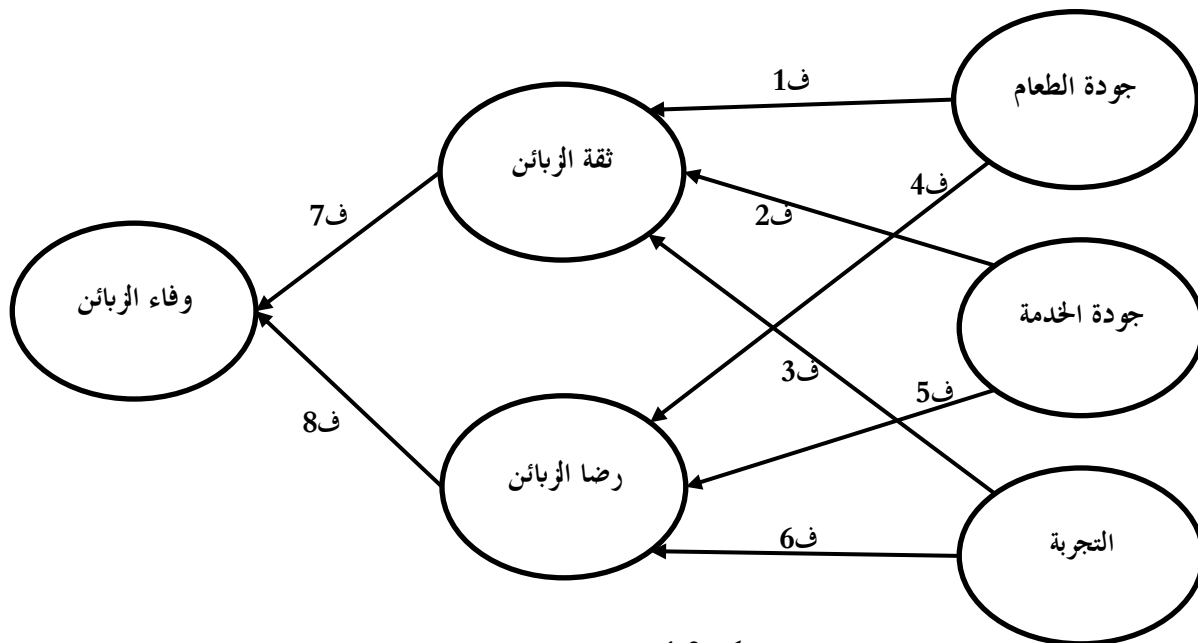 جودة الطعام
ف1
ثقة الزبائن
ف4
ف2
ف7
جودة الخدمة
وفاء الزبائن
ف3
ف5
ف8
رضا الزبائن
ف6
التجربة